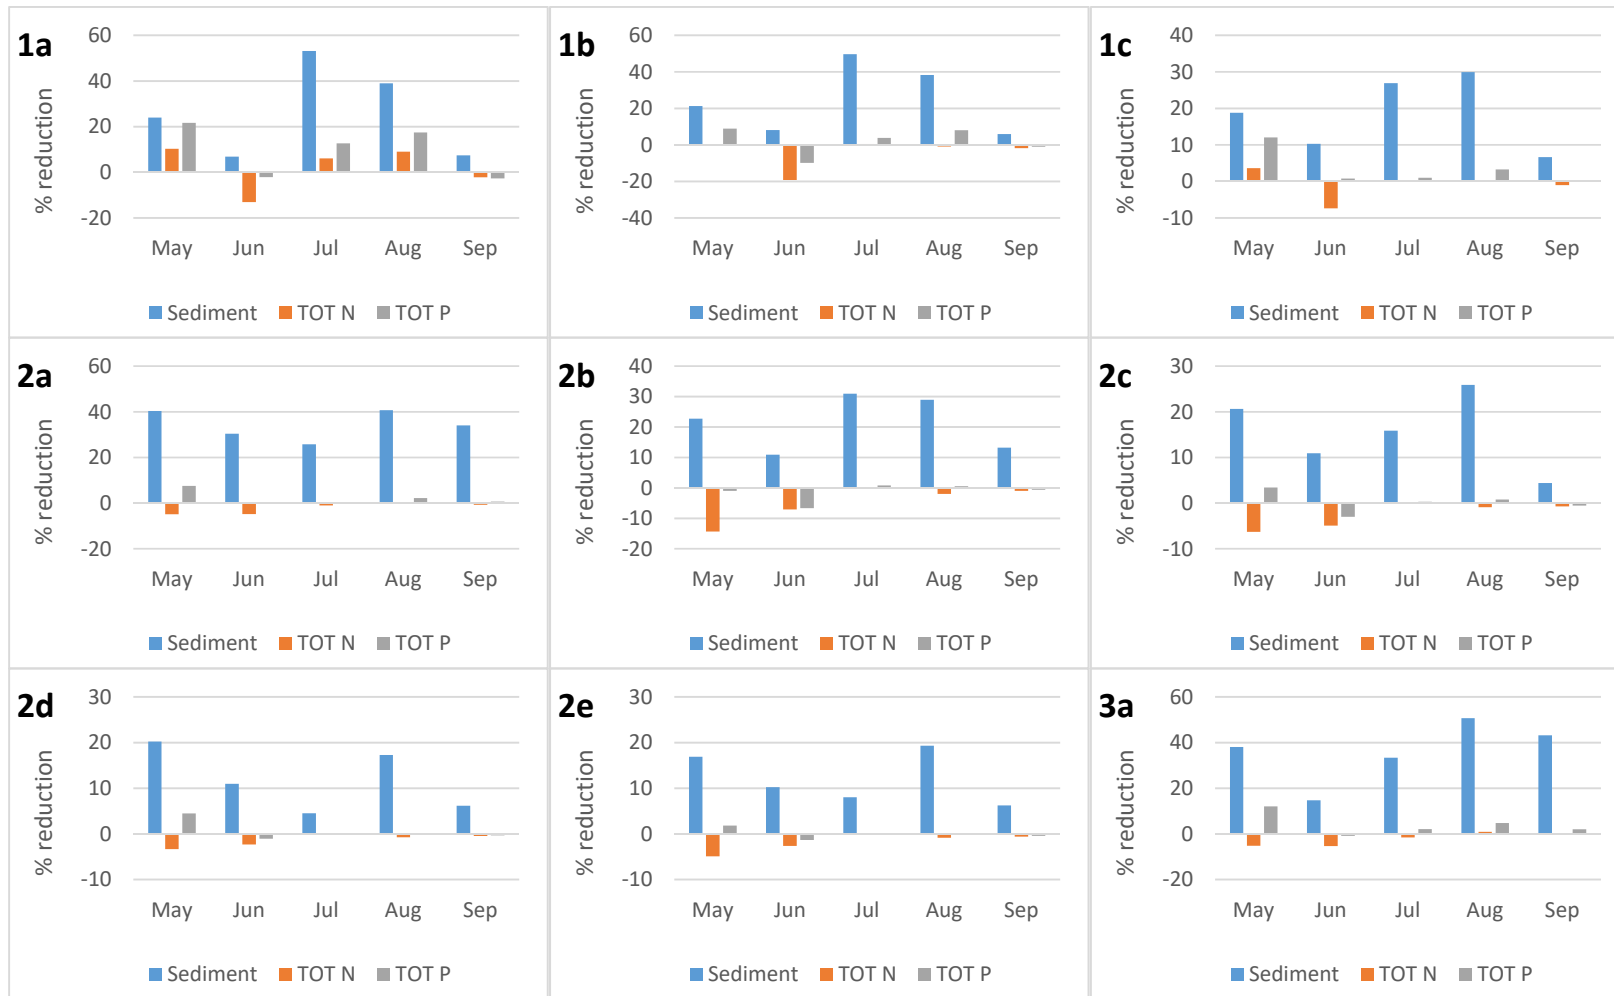 1a
% reduction
60
40
20
0
-20
May Jun Jul Aug Sep
Sediment TOT N TOT P
1b
% reduction
60
40
20
0
-20
-40
May Jun Jul Aug Sep
Sediment TOT N TOT P
1c
% reduction
40
30
20
10
0
-10
May Jun Jul Aug Sep
Sediment TOT N TOT P
2a
% reduction
60
40
20
0
-20
May Jun Jul Aug Sep
Sediment TOT N TOT P
2b
% reduction
40
30
20
10
0
-10
-20
May Jun Jul Aug Sep
Sediment TOT N TOT P
2c
% reduction
30
20
10
0
-10
May Jun Jul Aug Sep
Sediment TOT N TOT P
2d
% reduction
30
20
10
0
-10
May Jun Jul Aug Sep
Sediment TOT N TOT P
2e
% reduction
30
20
10
0
-10
May Jun Jul Aug Sep
Sediment TOT N TOT P
3a
% reduction
60
40
20
0
-20
May Jun Jul Aug Sep
Sediment TOT N TOT P